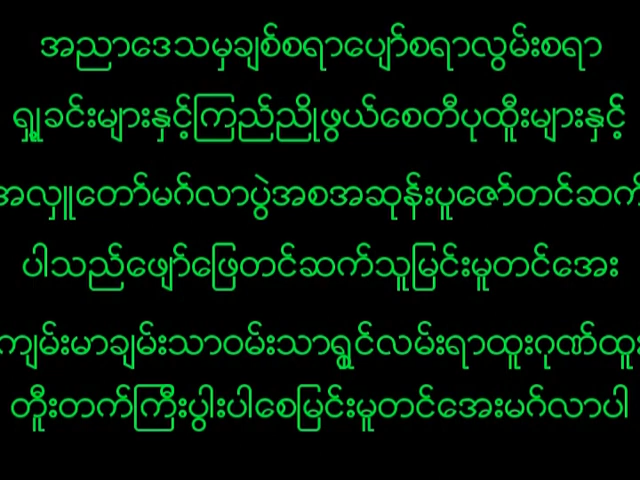 အညာဒေသမှချစ်စရာပျော်စရာလွမ်းစရာ
ရှုခင်းများနှင့်ကြည်ညိုဖွယ်စေတီပုထိူးများနှင့်
အလှူတော်မင်္ဂလာပွဲအစအဆုန်းပူဇော်တင်ဆက်
ပါသည်ဖျော်ဖြေတင်ဆက်သူမြင်းမူတင်အေး
ကျမ်းမာချမ်းသာဝမ်းသာရွှင်လမ်းရာထူးဂုဏ်ထူး
တိူးတက်ကြီးပွါးပါစေမြင်းမူတင်အေးမင်္ဂလာပါ